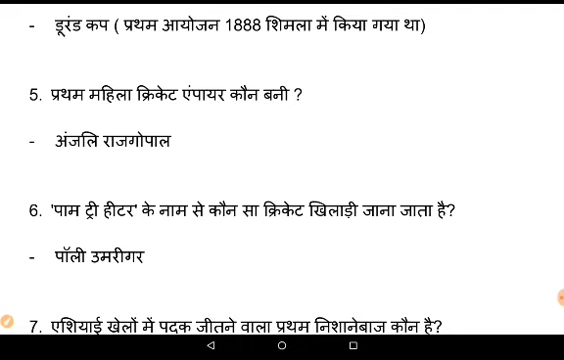 - डूरंड कप ( प्रथम आयोजन 1888 शिमला में किया गया था)
5. प्रथम महिला क्रिकेट एंपायर कौन बनी ?
- अंजलि राजगोपाल
6. 'पाम ट्री हीटर' के नाम से कौन सा क्रिकेट खिलाड़ी जाना जाता है?
- पॉली उमरीगर
7. एशियाई खेलों में पदक जीतने वाला प्रथम निशानेबाज कौन है?